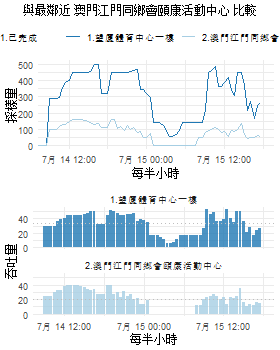 與最鄰近 澳門江門同鄉會頤康活動中心 比較
1.已完成
1.望廈體育中心一樓
2.澳門江門同鄉會
採樣量
500
400
300
200
100
0
7月 14 12:00
7月 15 00:00
7月 15 12:00
每半小時
1.望廈體育中心一樓
吞吐量
40
20
0
2.澳門江門同鄉會頤康活動中心
40
20
0
7月 14 12:00
7月 15 00:00
7月 15 12:00
每半小時